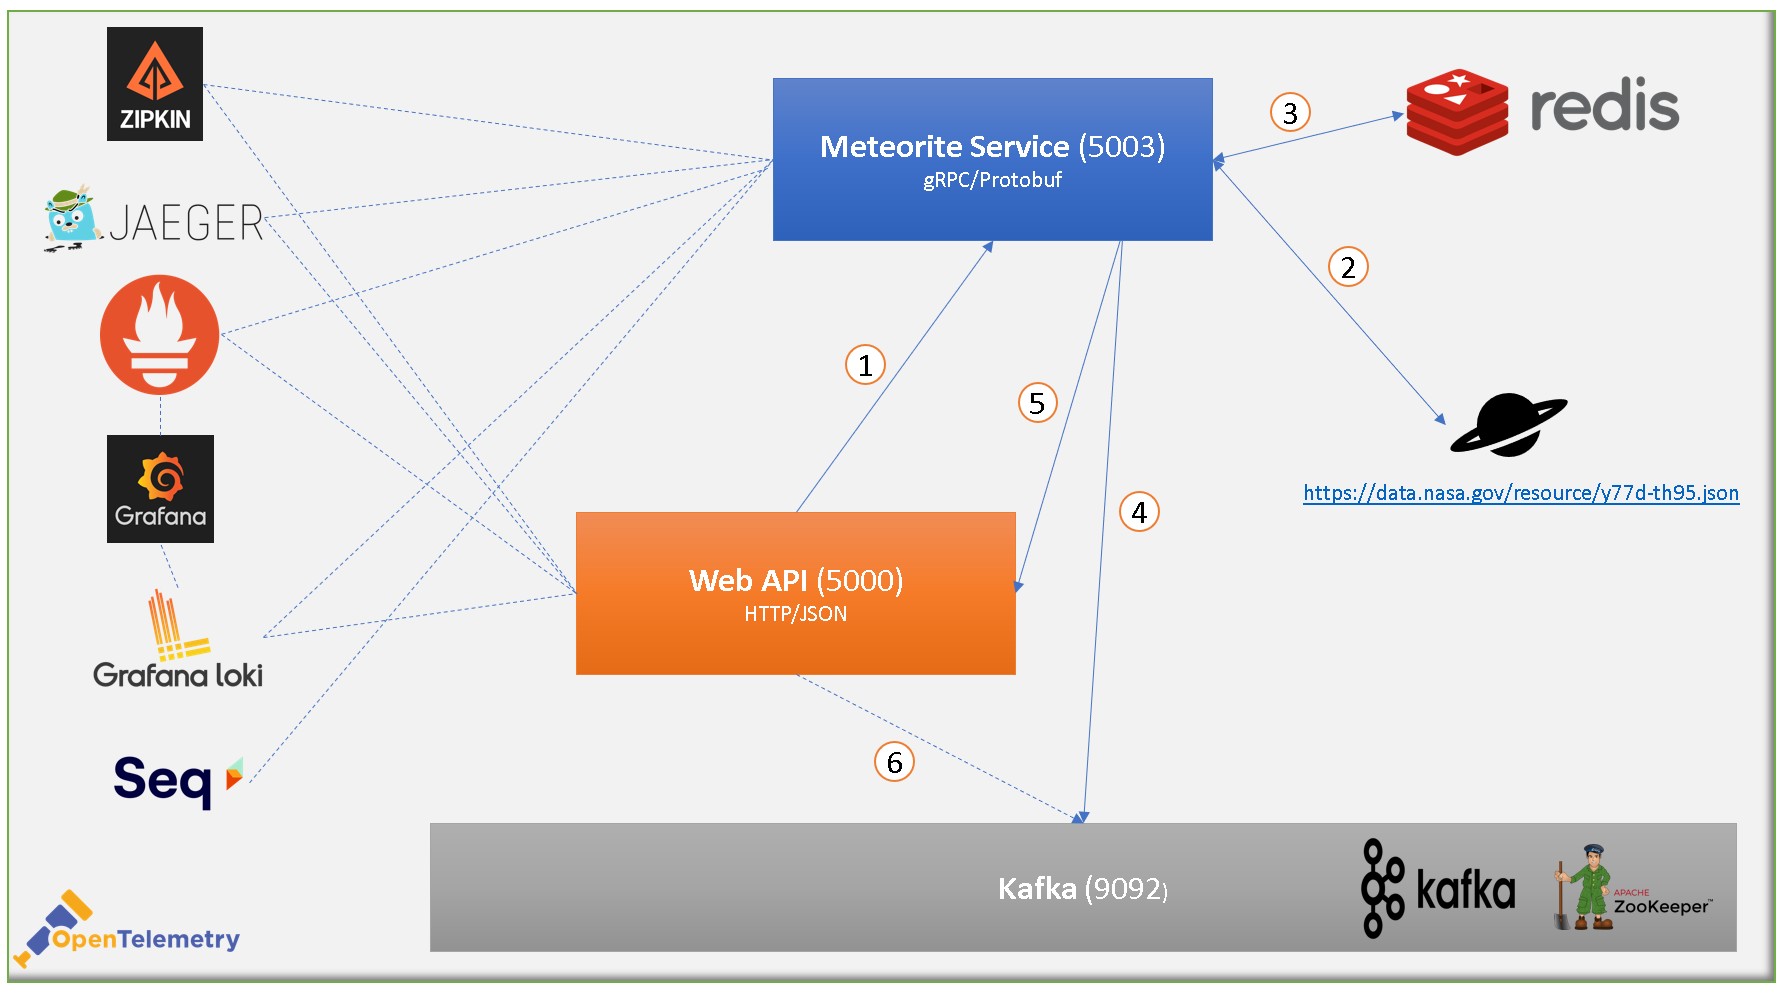 ZIPKIN
JAEGER
Grafana
Grafana loki
Seq
OpenTelemetry
Meteorite Service (5003)
gRPC/Protobuf
redis
3
2
1
5
4
https://data.nasa.gov/resource/y77d-th95.json
Web API (5000)
HTTP/JSON
6
Kafka (9092)
kafka
APACHE
ZooKeeper™